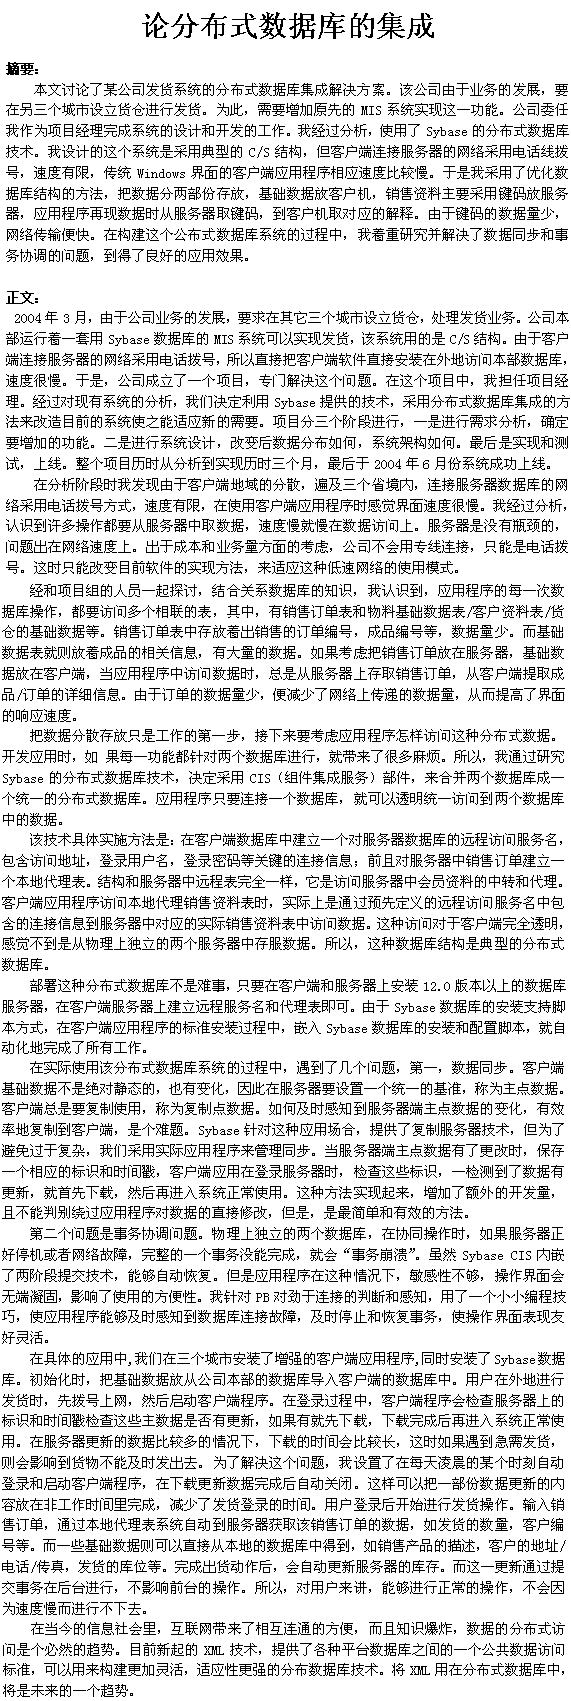 论分布式数据库的集成
摘要：
本文讨论了某公司发货系统的分布式数据库集成解决方案。该公司由于业务的发展，要
在另三个城市设立货仓进行发货。为此，需要增加原先的 MIS 系统实现这一功能。公司委任
我作为项目经理完成系统的设计和开发的工作。我经过分析，使用了 Sybase 的分布式数据库
技术。我设计的这个系统是采用典型的 C/S 结构，但客户端连接服务器的网络采用电话线拨
号，速度有限，传统 Windows 界面的客户端应用程序相应速度比较慢。于是我采用了优化数
据库结构的方法，把数据分两部份存放，基础数据放客户机，销售资料主要采用键码放服务
器，应用程序再现数据时从服务器取键码，到客户机取对应的解释。由于键码的数据量少，
网络传输便快。在构建这个公布式数据库系统的过程中，我着重研究并解决了数据同步和事
务协调的问题，到得了良好的应用效果。
正文：
2004 年 3 月，由于公司业务的发展，要求在其它三个城市设立货仓，处理发货业务。公司本
部运行着一套用 Sybase 数据库的 MIS 系统可以实现发货，该系统用的是 C/S 结构。由于客户
端连接服务器的网络采用电话拨号，所以直接把客户端软件直接安装在外地访问本部数据库，
速度很慢。于是，公司成立了一个项目，专门解决这个问题。在这个项目中，我担任项目经
理。经过对现有系统的分析，我们决定利用 Sybase 提供的技术，采用分布式数据库集成的方
法来改造目前的系统使之能适应新的需要。项目分三个阶段进行，一是进行需求分析，确定
要增加的功能。二是进行系统设计，改变后数据分布如何，系统架构如何。最后是实现和测
试，上线。整个项目历时从分析到实现历时三个月，最后于 2004 年 6 月份系统成功上线。
在分析阶段时我发现由于客户端地域的分散，遍及三个省境内，连接服务器数据库的网
络采用电话拨号方式，速度有限，在使用客户端应用程序时感觉界面速度很慢。我经过分析，
认识到许多操作都要从服务器中取数据，速度慢就慢在数据访问上。服务器是没有瓶颈的，
问题出在网络速度上。出于成本和业务量方面的考虑，公司不会用专线连接，只能是电话拨
号。这时只能改变目前软件的实现方法，来适应这种低速网络的使用模式。
经和项目组的人员一起探讨，结合关系数据库的知识，我认识到，应用程序的每一次数
据库操作，都要访问多个相联的表，其中，有销售订单表和物料基础数据表/客户资料表/货
仓的基础数据等。销售订单表中存放着出销售的订单编号，成品编号等，数据量少。而基础
数据表就则放着成品的相关信息，有大量的数据。如果考虑把销售订单放在服务器，基础数
据放在客户端，当应用程序中访问数据时，总是从服务器上存取销售订单，从客户端提取成
品/订单的详细信息。由于订单的数据量少，便减少了网络上传递的数据量，从而提高了界面
的响应速度。
把数据分散存放只是工作的第一步，接下来要考虑应用程序怎样访问这种分布式数据。
开发应用时，如 果每一功能都针对两个数据库进行，就带来了很多麻烦。所以，我通过研究
Sybase 的分布式数据库技术，决定采用 CIS（组件集成服务）部件，来合并两个数据库成一
个统一的分布式数据库。应用程序只要连接一个数据库，就可以透明统一访问到两个数据库
中的数据。
该技术具体实施方法是：在客户端数据库中建立一个对服务器数据库的远程访问服务名，
包含访问地址，登录用户名，登录密码等关键的连接信息；前且对服务器中销售订单建立一
个本地代理表。结构和服务器中远程表完全一样，它是访问服务器中会员资料的中转和代理。
客户端应用程序访问本地代理销售资料表时，实际上是通过预先定义的远程访问服务名中包
含的连接信息到服务器中对应的实际销售资料表中访问数据。这种访问对于客户端完全透明，
感觉不到是从物理上独立的两个服务器中存服数据。所以，这种数据库结构是典型的分布式
数据库。
部署这种分布式数据库不是难事，只要在客户端和服务器上安装 12.0 版本以上的数据库
服务器，在客户端服务器上建立远程服务名和代理表即可。由于 Sybase 数据库的安装支持脚
本方式，在客户端应用程序的标准安装过程中，嵌入 Sybase 数据库的安装和配置脚本，就自
动化地完成了所有工作。
在实际使用该分布式数据库系统的过程中，遇到了几个问题，第一，数据同步。客户端
基础数据不是绝对静态的，也有变化，因此在服务器要设置一个统一的基准，称为主点数据。
客户端总是要复制使用，称为复制点数据。如何及时感知到服务器端主点数据的变化，有效
率地复制到客户端，是个难题。Sybase 针对这种应用场合，提供了复制服务器技术，但为了
避免过于复杂，我们采用实际应用程序来管理同步。当服务器端主点数据有了更改时，保存
一个相应的标识和时间戳，客户端应用在登录服务器时，检查这些标识，一检测到了数据有
更新，就首先下载，然后再进入系统正常使用。这种方法实现起来，增加了额外的开发量，
且不能判别绕过应用程序对数据的直接修改，但是，是最简单和有效的方法。
第二个问题是事务协调问题。物理上独立的两个数据库，在协同操作时，如果服务器正
好停机或者网络故障，完整的一个事务没能完成，就会“事务崩溃”。虽然 Sybase CIS 内嵌
了两阶段提交技术，能够自动恢复。但是应用程序在这种情况下，敏感性不够，操作界面会
无端凝固，影响了使用的方便性。我针对 PB 对劲于连接的判断和感知，用了一个小小编程技
巧，使应用程序能够及时感知到数据库连接故障，及时停止和恢复事务，使操作界面表现友
好灵活。
在具体的应用中,我们在三个城市安装了增强的客户端应用程序,同时安装了 Sybase 数据
库。初始化时，把基础数据放从公司本部的数据库导入客户端的数据库中。用户在外地进行
发货时，先拨号上网，然后启动客户端程序。在登录过程中，客户端程序会检查服务器上的
标识和时间戳检查这些主数据是否有更新，如果有就先下载，下载完成后再进入系统正常使
用。在服务器更新的数据比较多的情况下，下载的时间会比较长，这时如果遇到急需发货，
则会影响到货物不能及时发出去。为了解决这个问题，我设置了在每天凌晨的某个时刻自动
登录和启动客户端程序，在下载更新数据完成后自动关闭。这样可以把一部份数据更新的内
容放在非工作时间里完成，减少了发货登录的时间。用户登录后开始进行发货操作。输入销
售订单，通过本地代理表系统自动到服务器获取该销售订单的数据，如发货的数量，客户编
号等。而一些基础数据则可以直接从本地的数据库中得到，如销售产品的描述，客户的地址/
电话/传真，发货的库位等。完成出货动作后，会自动更新服务器的库存。而这一更新通过提
交事务在后台进行，不影响前台的操作。所以，对用户来讲，能够进行正常的操作，不会因
为速度慢而进行不下去。
在当今的信息社会里，互联网带来了相互连通的方便，而且知识爆炸，数据的分布式访
问是个必然的趋势。目前新起的 XML 技术，提供了各种平台数据库之间的一个公共数据访问
标准，可以用来构建更加灵活，适应性更强的分布数据库技术。将 XML 用在分布式数据库中，
将是未来的一个趋势。